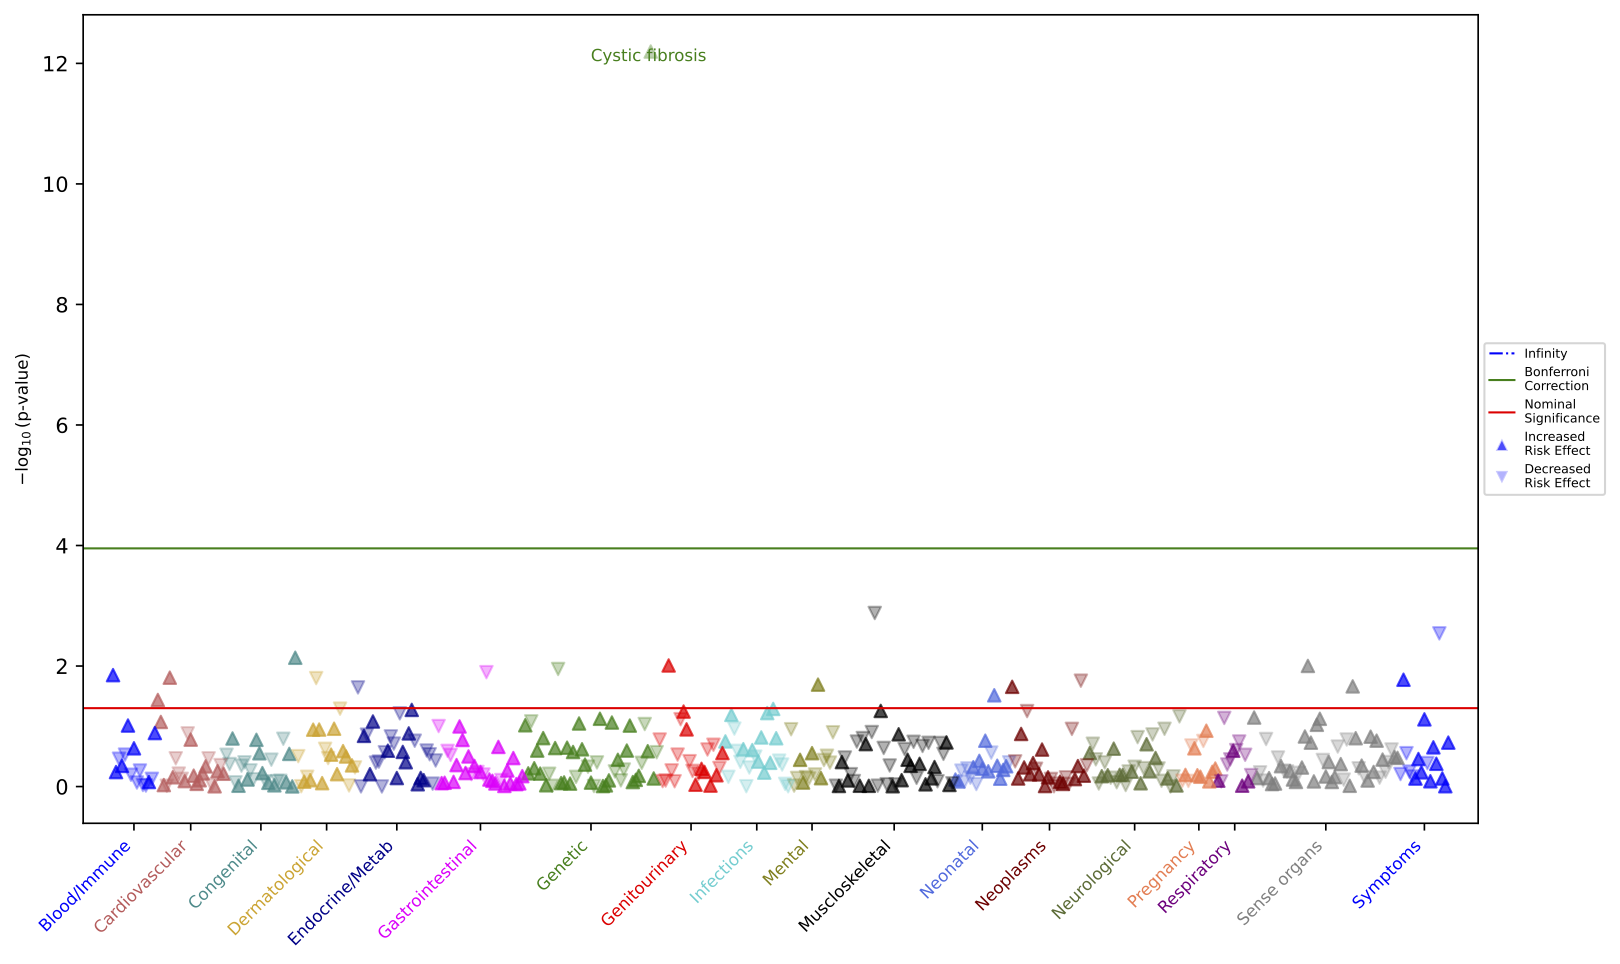 Cystic fibrosis
12
10
8
6
4
2
0
−log₁₀ (p-value)
Infinity
Bonferroni
Correction
Nominal
Significance
Increased
Risk Effect
Decreased
Risk Effect
Blood/Immune
Cardiovascular
Congenital
Dermatological
Endocrine/Metab
Gastrointestinal
Genetic
Genitourinary
Infections
Mental
Muscloskeletal
Neonatal
Neoplasms
Neurological
Pregnancy
Respiratory
Sense organs
Symptoms